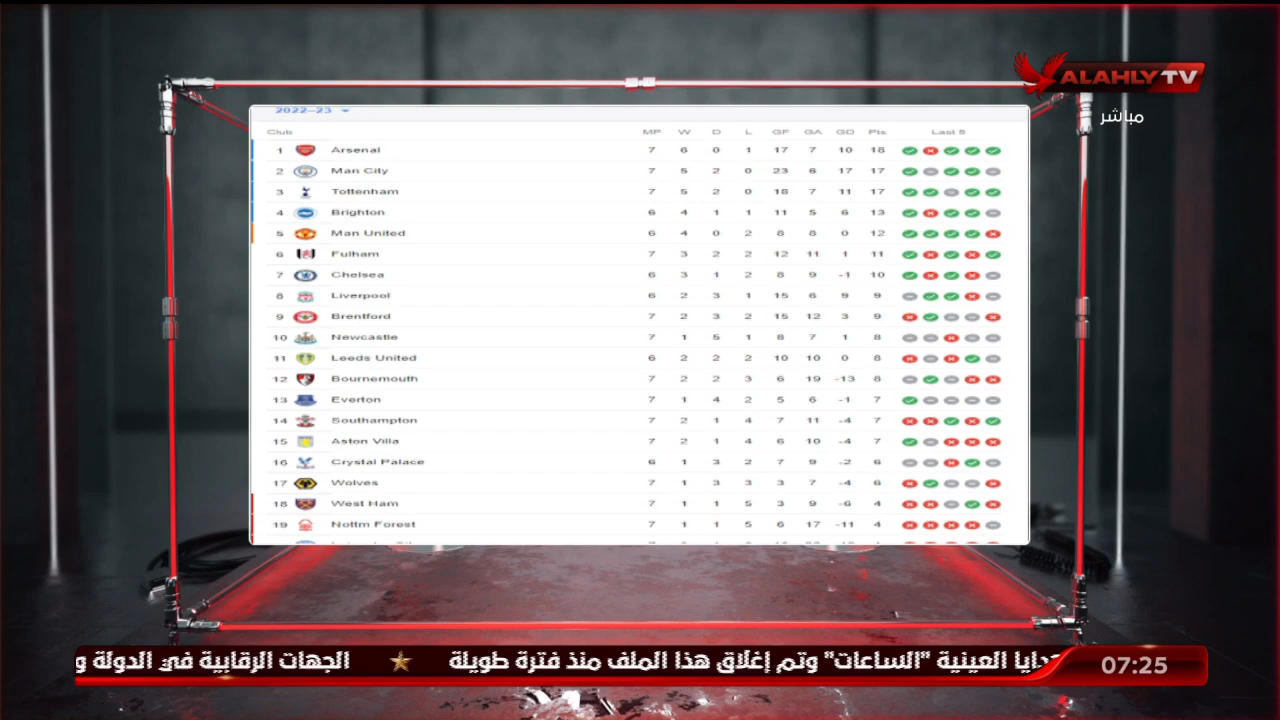 ALAHLY TV
مباشر
2022-23
Club MP W D L GF GA GD Pts Last 5
1 Arsenal 7 6 0 1 17 7 10 18
2 Man City 7 5 2 0 23 6 17 17
3 Tottenham 7 5 2 0 18 7 11 17
4 Brighton 6 4 1 1 11 5 6 13
5 Man United 6 4 0 2 8 8 0 12
6 Fulham 7 3 2 2 12 11 1 11
7 Chelsea 6 3 1 2 8 9 -1 10
8 Liverpool 6 2 3 1 15 6 9 9
9 Brentford 7 2 3 2 15 12 3 9
10 Newcastle 7 1 5 1 8 7 1 8
11 Leeds United 6 2 2 2 10 10 0 8
12 Bournemouth 7 2 2 3 6 19 -13 8
13 Everton 7 1 4 2 5 6 -1 7
14 Southampton 7 2 1 4 7 11 -4 7
15 Aston Villa 7 2 1 4 6 10 -4 7
16 Crystal Palace 6 1 3 2 7 9 -2 6
17 Wolves 7 1 3 3 3 7 -4 6
18 West Ham 7 1 1 5 3 9 -6 4
19 Nottm Forest 7 1 1 5 6 17 -11 4
العينية "الساعات" وتم إغلاق هذا الملف منذ فترة طويلة ★ الجهات الرقابية في الدولة و
07:25